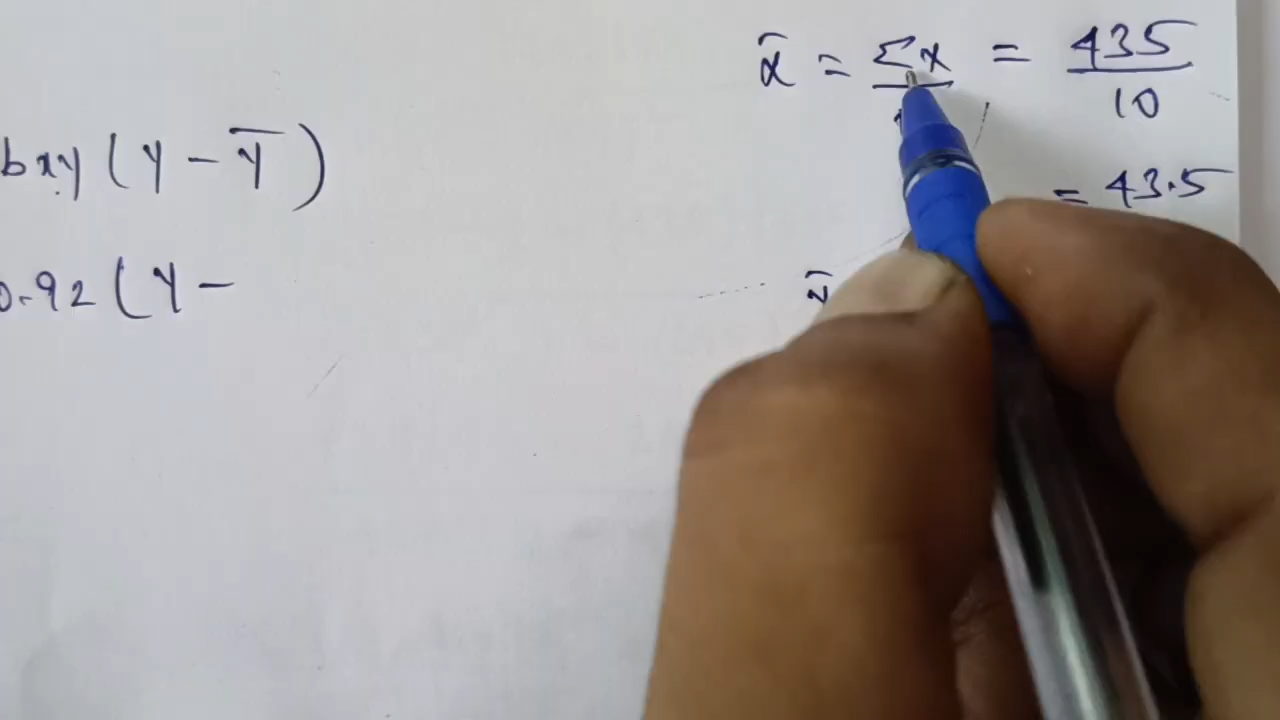 x̄ = Σx = 435
10
= 43.5
bxy (y - ȳ)
0.92 (y -
ȳ